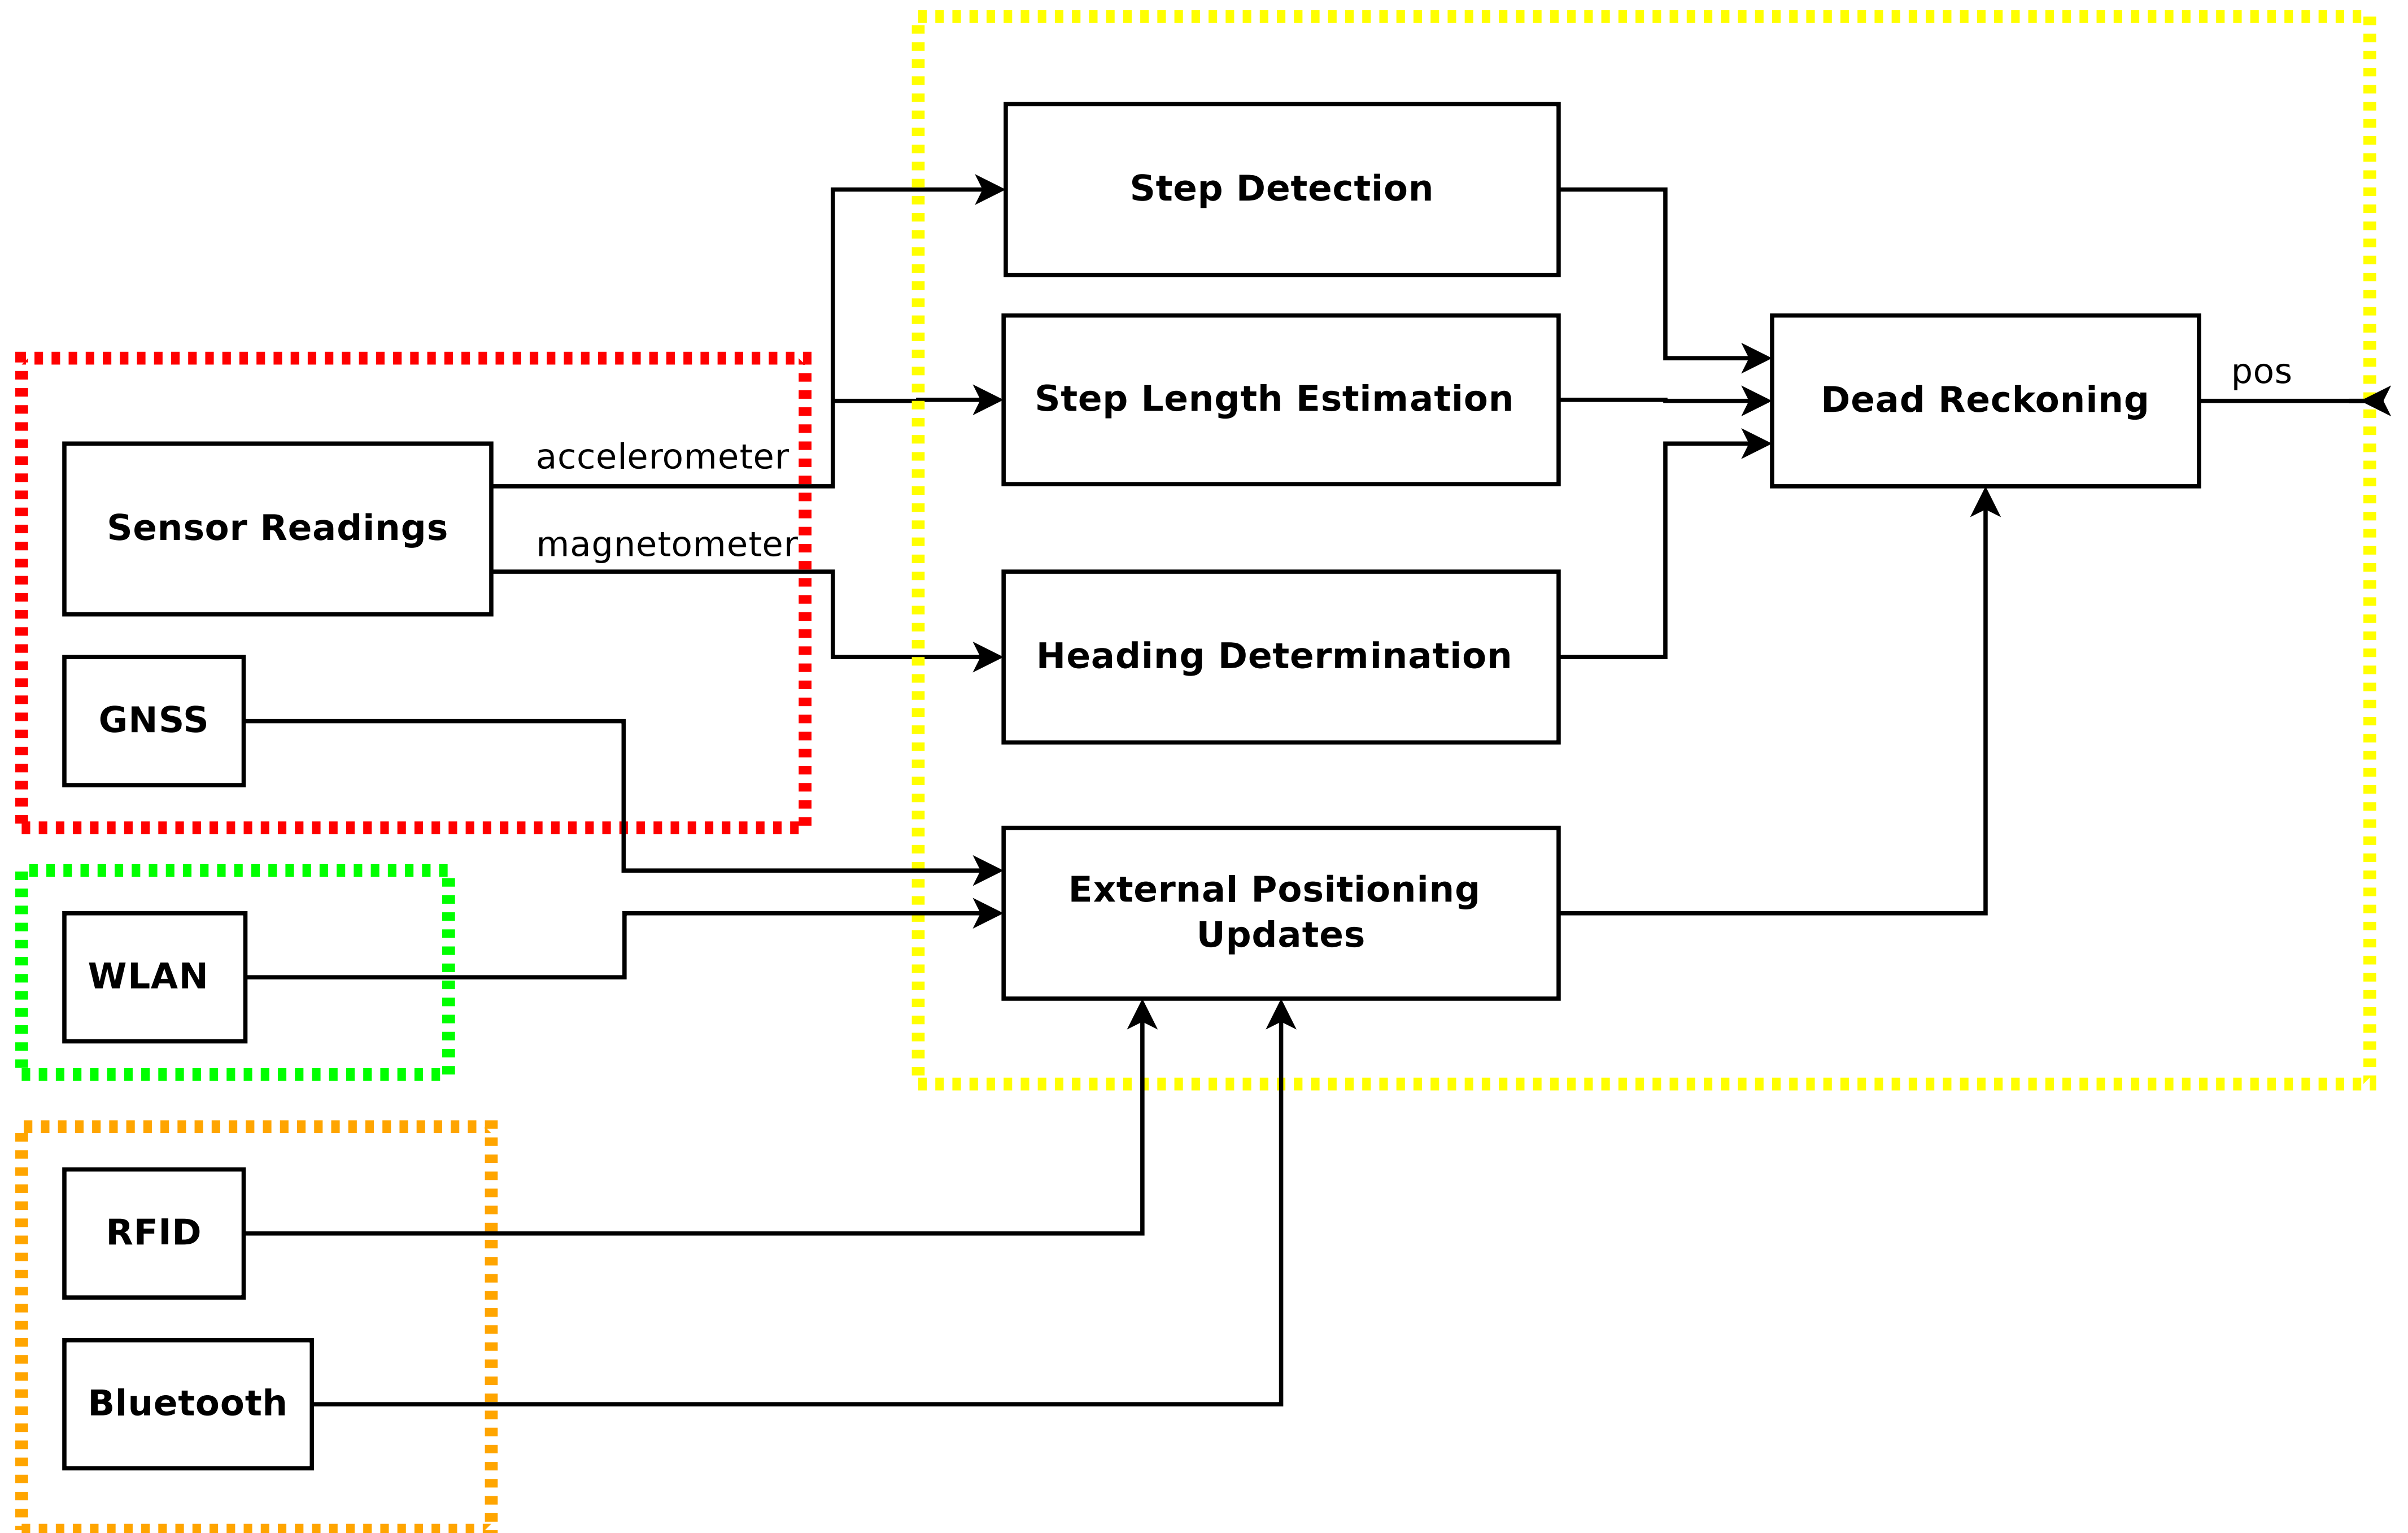 Step Detection
Step Length Estimation
Dead Reckoning
pos
accelerometer
Sensor Readings
magnetometer
Heading Determination
GNSS
External Positioning
Updates
WLAN
RFID
Bluetooth